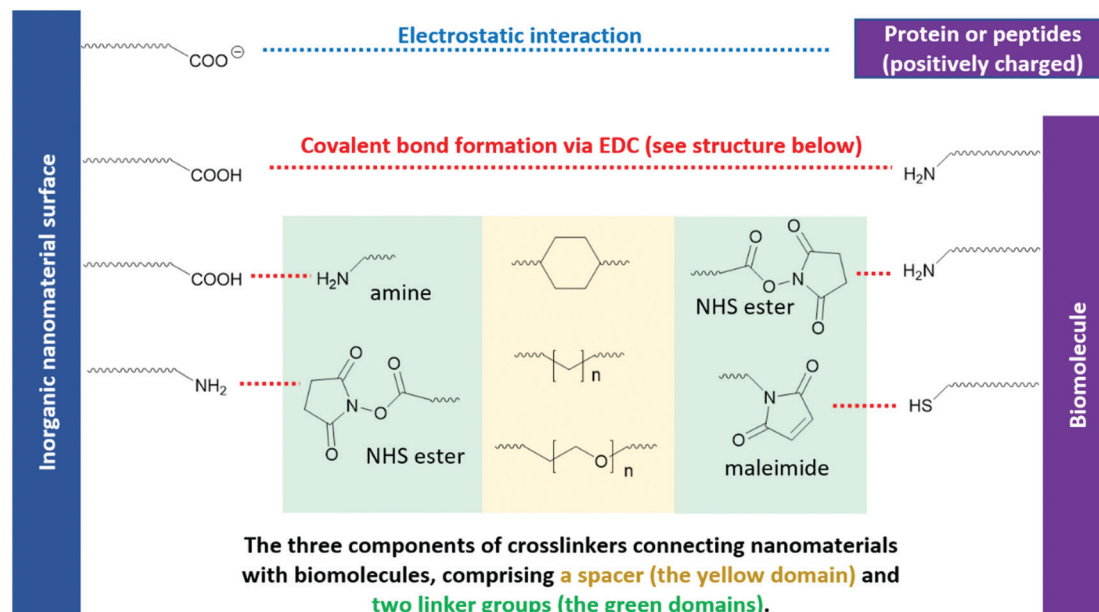 Inorganic nanomaterial surface
COO⊖
Electrostatic interaction
Protein or peptides
(positively charged)
Covalent bond formation via EDC (see structure below)
COOH
H₂N
COOH
H₂N
amine
O
O
O
N
O
NHS ester
H₂N
NH₂
O
N
O
O
O
NHS ester
n
O
n
O
N
O
maleimide
HS
Biomolecule
The three components of crosslinkers connecting nanomaterials
with biomolecules, comprising a spacer (the yellow domain) and
two linker groups (the green domains).